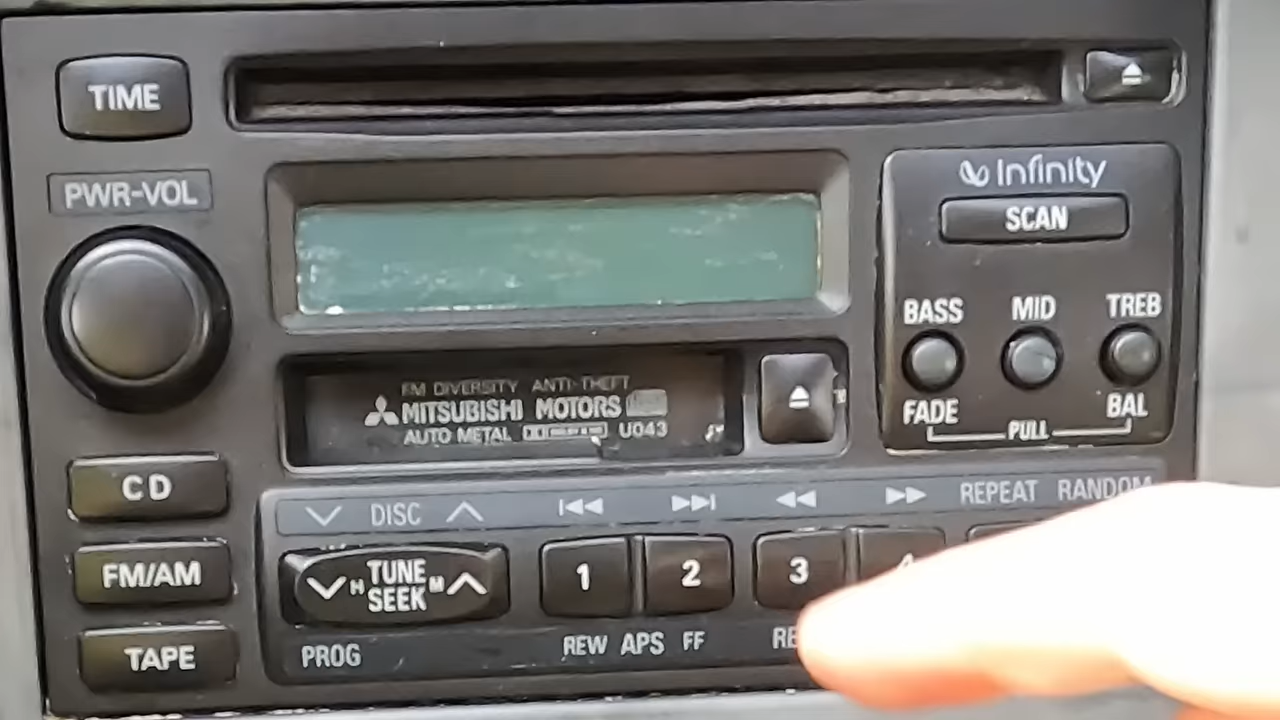 TIME
PWR-VOL
Infinity
SCAN
BASS MID TREB
FADE BAL
PULL
FM DIVERSITY ANTI-THEFT
MITSUBISHI MOTORS
AUTO METAL U043
CD
FM/AM
TAPE
DISC
REPEAT RANDOM
H TUNE M
SEEK
1 2 3 4
PROG
REW APS FF